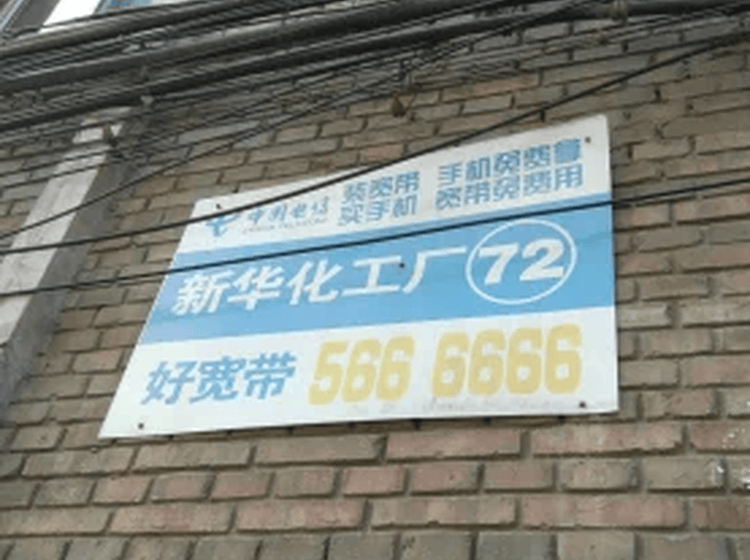 中国电信
CHINA TELECOM
装宽带 手机免费拿
买手机 宽带免费用
新华化工厂 72
好宽带 566 6666